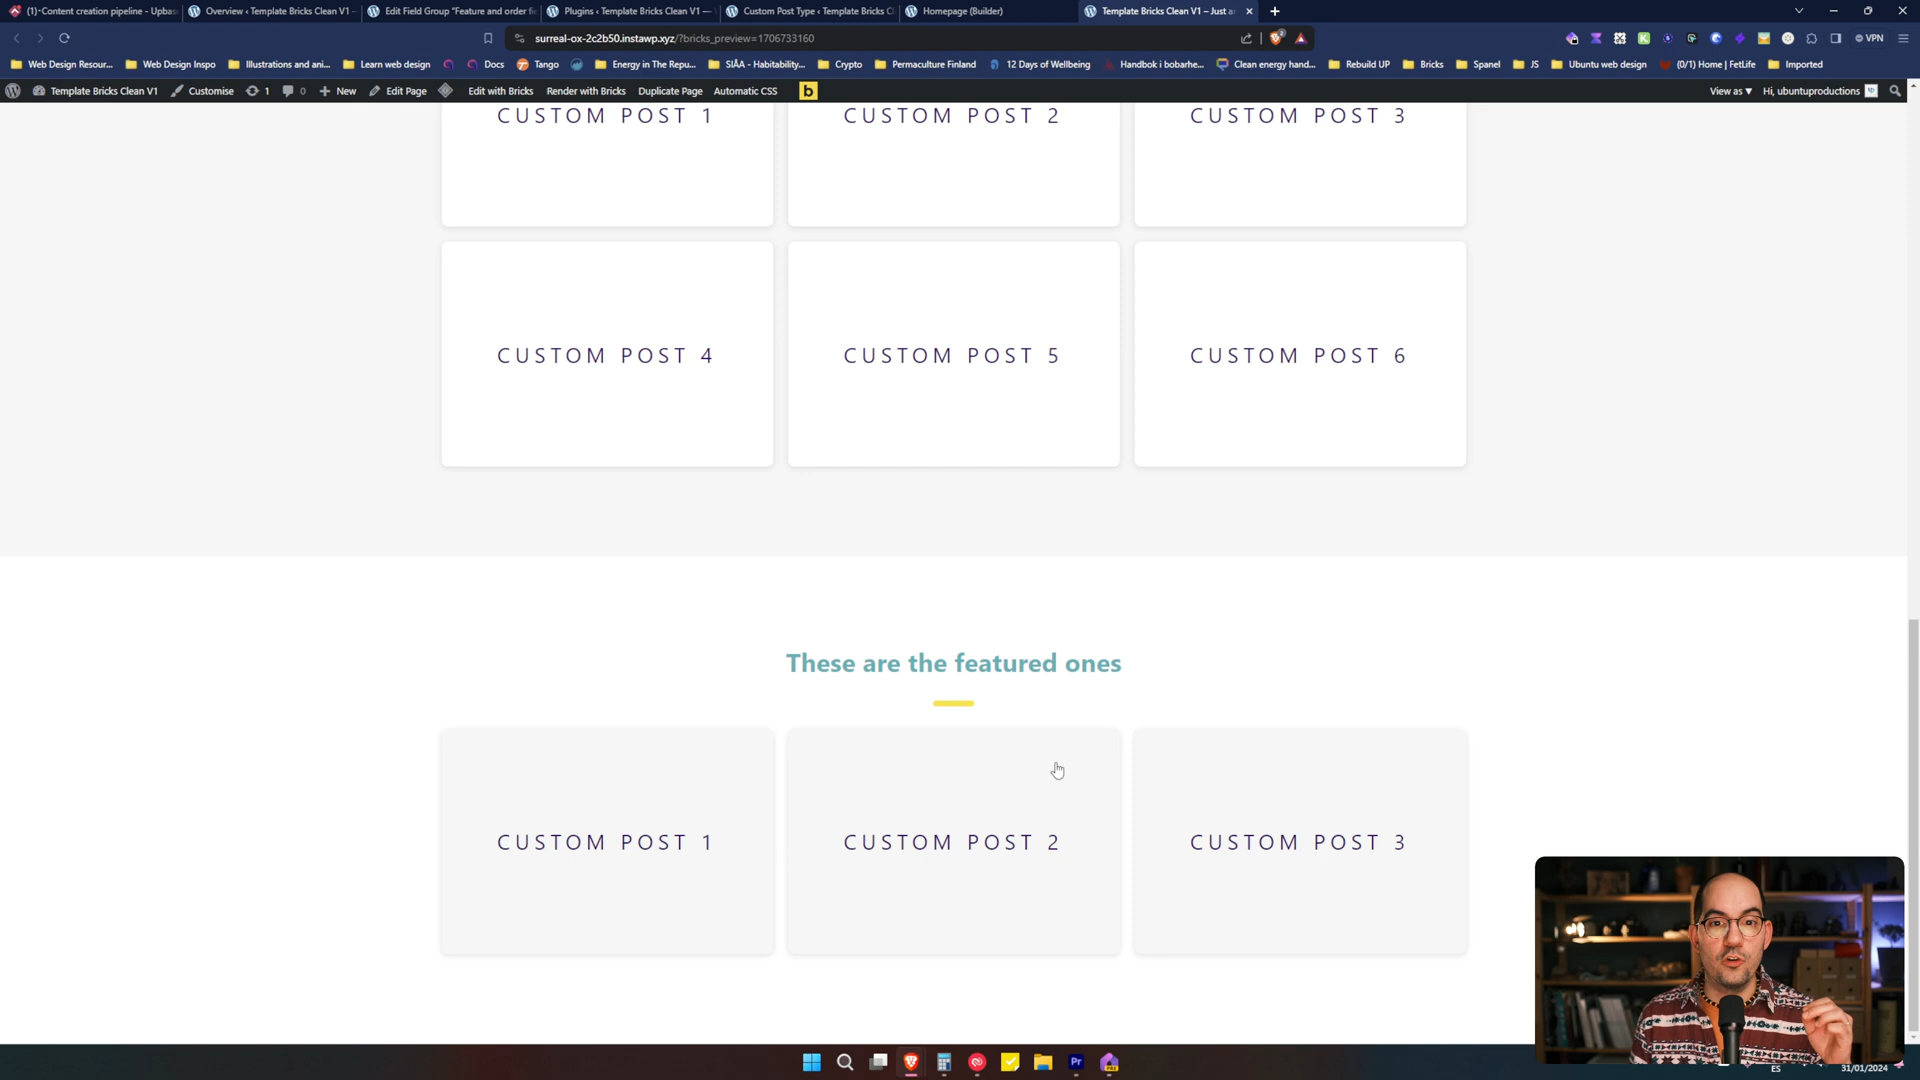 (1) · Content creation pipeline - Upbas
Overview ‹ Template Bricks Clean V1 —
Edit Field Group "Feature and order fi
Plugins ‹ Template Bricks Clean V1 —
Custom Post Type ‹ Template Bricks Cl
Homepage (Builder)
Template Bricks Clean V1 – Just a
surreal-ox-2c2b50.instawp.xyz/?bricks_preview=1706733160
VPN
Web Design Resour...
Web Design Inspo
Illustrations and ani...
Learn web design
Docs
Tango
Energy in The Repu...
SIÅA - Habitability...
Crypto
Permaculture Finland
12 Days of Wellbeing
Handbok i bobarhe...
Clean energy hand...
Rebuild UP
Bricks
Spanel
JS
Ubuntu web design
(0/1) Home | FetLife
Imported
Template Bricks Clean V1
Customise
1
0
New
Edit Page
Edit with Bricks
Render with Bricks
Duplicate Page
Automatic CSS
b
View as ▼
Hi, ubuntuproductions
CUSTOM POST 1
CUSTOM POST 2
CUSTOM POST 3
CUSTOM POST 4
CUSTOM POST 5
CUSTOM POST 6
These are the featured ones
CUSTOM POST 1
CUSTOM POST 2
CUSTOM POST 3
Pr
ES
31/01/2024